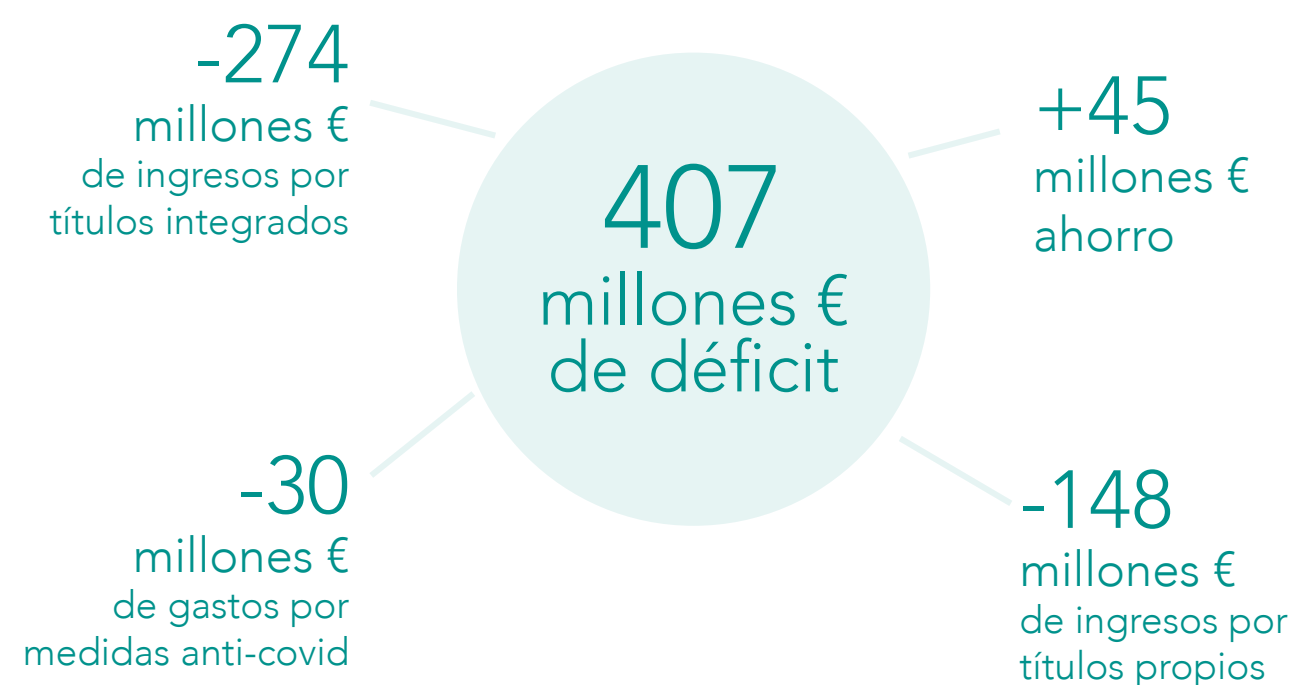 -274
millones €
de ingresos por
títulos integrados
407
millones €
de déficit
+45
millones €
ahorro
-30
millones €
de gastos por
medidas anti-covid
-148
millones €
de ingresos por
títulos propios